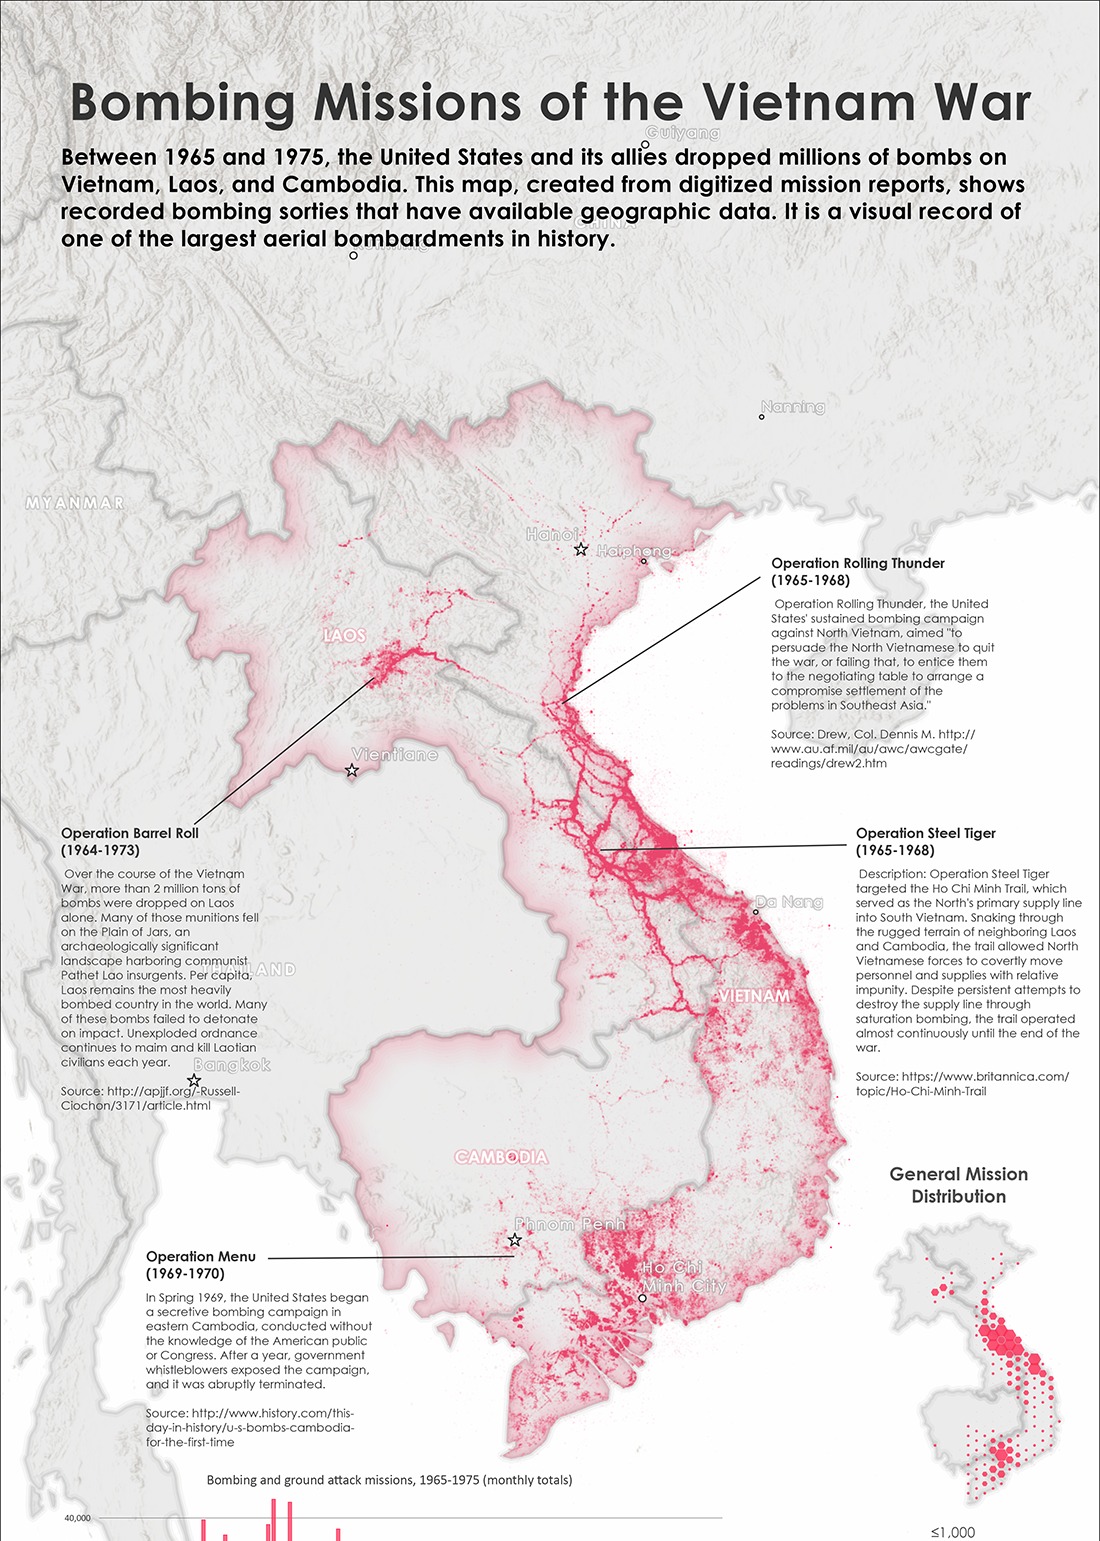 Bombing Missions of the Vietnam War
Guiyang
Between 1965 and 1975, the United States and its allies dropped millions of bombs on
Vietnam, Laos, and Cambodia. This map, created from digitized mission reports, shows
recorded bombing sorties that have available geographic data. It is a visual record of
CHINA
one of the largest aerial bombardments in history.
Nanning
MYANMAR
Hanoi
Haiphong
LAOS
Vientiane
Operation Rolling Thunder
(1965-1968)
Operation Rolling Thunder, the United
States' sustained bombing campaign
against North Vietnam, aimed "to
persuade the North Vietnamese to quit
the war, or failing that, to entice them
to the negotiating table to arrange a
compromise settlement of the
problems in Southeast Asia."
Source: Drew, Col. Dennis M. http://
www.au.af.mil/au/awc/awcgate/
readings/drew2.htm
Operation Barrel Roll
(1964-1973)
Over the course of the Vietnam
War, more than 2 million tons of
bombs were dropped on Laos
alone. Many of those munitions fell
on the Plain of Jars, an
archaeologically significant
landscape harboring communist
Pathet Lao insurgents. Per capita,
Laos remains the most heavily
bombed country in the world. Many
of these bombs failed to detonate
on impact. Unexploded ordnance
continues to maim and kill Laotian
civilians each year.
Source: http://apjjf.org/-Russell-
Ciochon/3171/article.html
THAILAND
Bangkok
Operation Steel Tiger
(1965-1968)
Description: Operation Steel Tiger
targeted the Ho Chi Minh Trail, which
served as the North's primary supply line
into South Vietnam. Snaking through
the rugged terrain of neighboring Laos
and Cambodia, the trail allowed North
Vietnamese forces to covertly move
personnel and supplies with relative
impunity. Despite persistent attempts to
destroy the supply line through
saturation bombing, the trail operated
almost continuously until the end of the
war.
Source: https://www.britannica.com/
topic/Ho-Chi-Minh-Trail
Da Nang
VIETNAM
CAMBODIA
Phnom Penh
Ho Chi
Minh City
Operation Menu
(1969-1970)
In Spring 1969, the United States began
a secretive bombing campaign in
eastern Cambodia, conducted without
the knowledge of the American public
or Congress. After a year, government
whistleblowers exposed the campaign,
and it was abruptly terminated.
Source: http://www.history.com/this-
day-in-history/u-s-bombs-cambodia-
for-the-first-time
General Mission
Distribution
≤1,000
Bombing and ground attack missions, 1965-1975 (monthly totals)
40,000